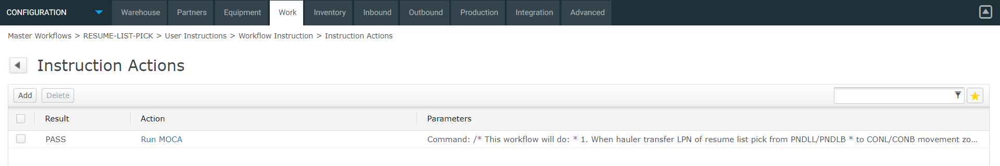 CONFIGURATION Warehouse Partners Equipment Work Inventory Inbound Outbound Production Integration Advanced
Master Workflows > RESUME-LIST-PICK > User Instructions > Workflow Instruction > Instruction Actions
Instruction Actions
Add Delete
Result Action Parameters
PASS Run MOCA Command: /* This workflow will do: * 1. When hauler transfer LPN of resume list pick from PNDLL/PNDLB * to CONL/CONB movement zo...